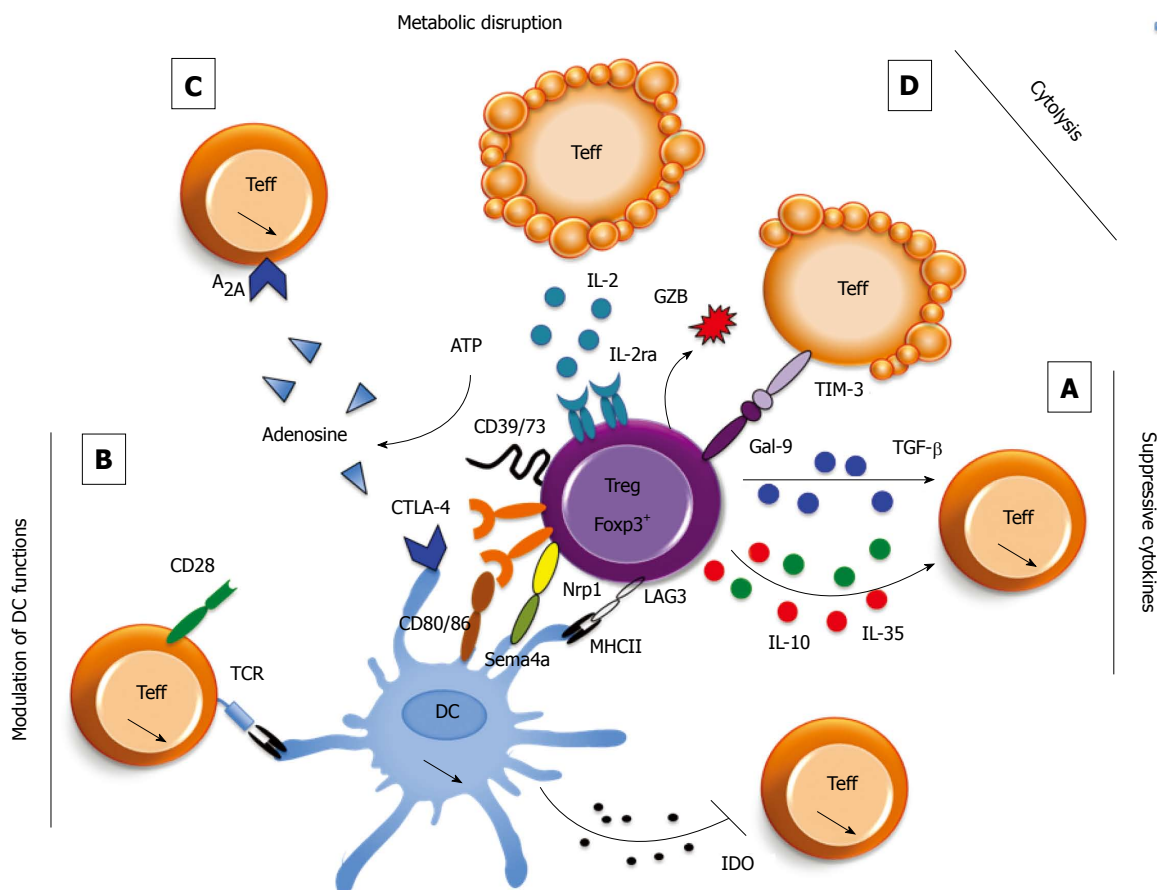 Metabolic disruption
C
D
Cytolysis
Teff
Teff
A2A
IL-2
GZB
Teff
ATP
IL-2ra
TIM-3
A
Adenosine
CD39/73
Gal-9
TGF-β
B
Treg
Foxp3+
Teff
Suppressive cytokines
CTLA-4
CD28
Nrp1
LAG3
CD80/86
IL-10
IL-35
MHCII
Sema4a
TCR
Teff
Modulation of DC functions
DC
Teff
IDO